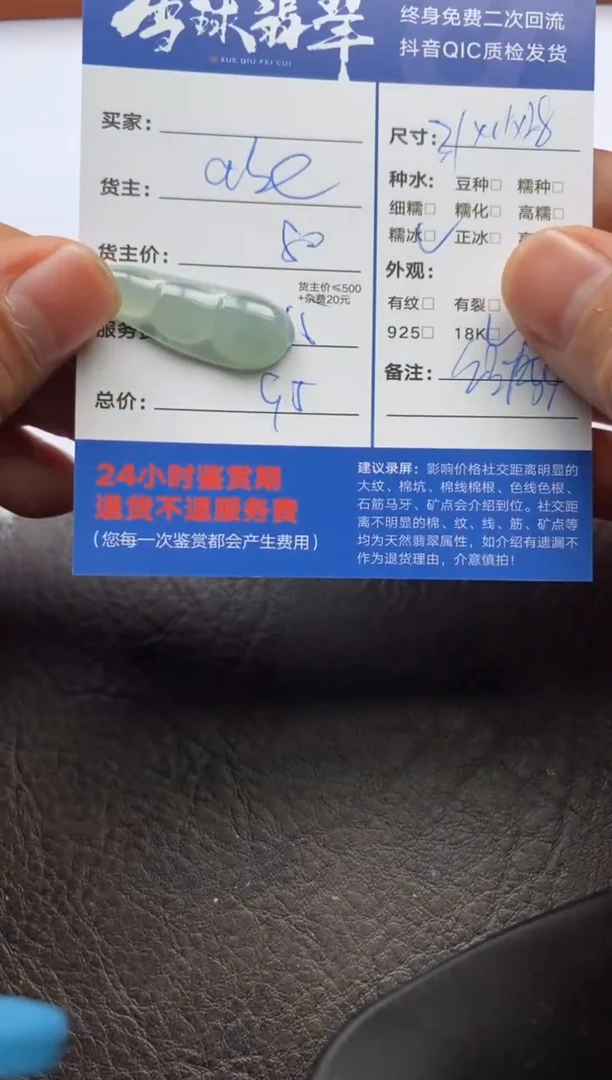 雪球翡翠
XUE QIU FEI CUI
终身免费二次回流
抖音QIC质检发货
买家：
货主：abe
货主价：80
货主价≤500
+杂费20元
服务 15
总价：95
尺寸：
种水： 豆种□ 糯种□
细糯□ 糯化□ 高糯□
糯冰□ 正冰□
外观：
有纹□ 有裂□
925□ 18K□
备注：
24小时鉴赏期
退货不退服务费
（您每一次鉴赏都会产生费用）
建议录屏：影响价格社交距离明显的
大纹、棉坑、棉线棉根、色线色根、
石筋马牙、矿点会介绍到位。社交距
离不明显的棉、纹、线、筋、矿点等
均为天然翡翠属性，如介绍有遗漏不
作为退货理由，介意慎拍！